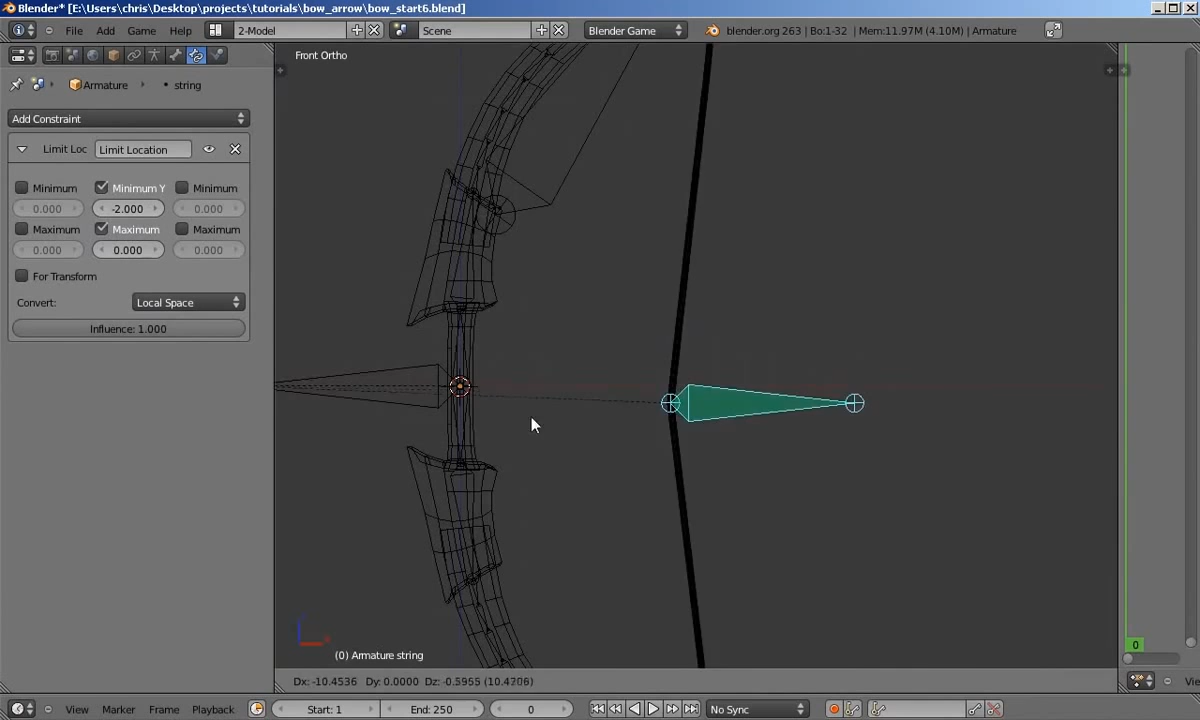 Blender* [E:\Users\chris\Desktop\projects\tutorials\bow_arrow\bow_start6.blend]
File Add Game Help 2-Model Scene Blender Game blender.org 263 | Bo:1-32 | Mem:11.97M (4.10M) | Armature
Front Ortho
Armature string
Add Constraint
Limit Loc Limit Location
Minimum Minimum Y Minimum
0.000 -2.000 0.000
Maximum Maximum Maximum
0.000 0.000 0.000
For Transform
Convert: Local Space
Influence: 1.000
0
(0) Armature string
Dx: -10.4536 Dy: 0.0000 Dz: -0.5955 (10.4706)
Vie
View Marker Frame Playback Start: 1 End: 250 0 No Sync